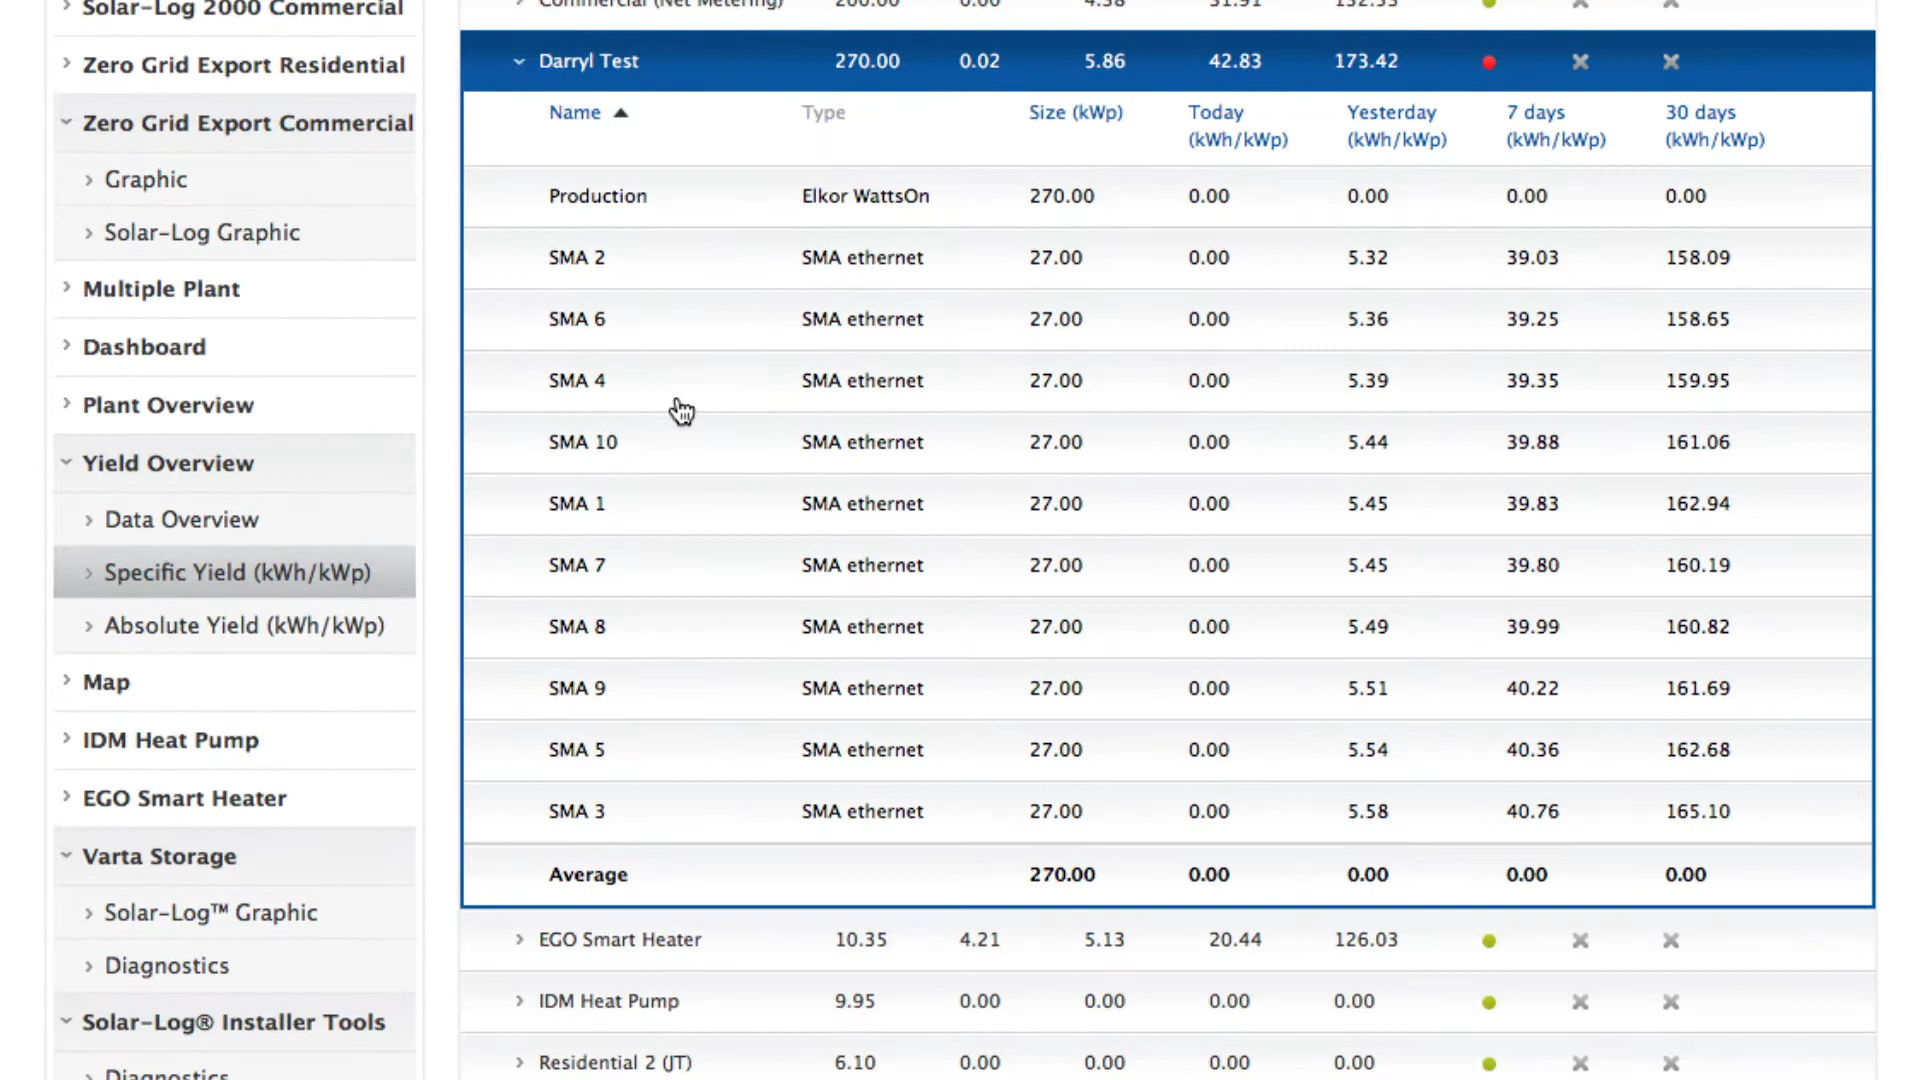 Solar-Log 2000 Commercial
Zero Grid Export Residential
Zero Grid Export Commercial
Graphic
Solar-Log Graphic
Multiple Plant
Dashboard
Plant Overview
Yield Overview
Data Overview
Specific Yield (kWh/kWp)
Absolute Yield (kWh/kWp)
Map
IDM Heat Pump
EGO Smart Heater
Varta Storage
Solar-Log™ Graphic
Diagnostics
Solar-Log® Installer Tools
Diagnostics
Commercial (Net Metering) 200.00 0.00 4.38 31.91 132.53
Darryl Test 270.00 0.02 5.86 42.83 173.42
Name Type Size (kWp) Today Yesterday 7 days 30 days
(kWh/kWp) (kWh/kWp) (kWh/kWp) (kWh/kWp)
Production Elkor WattsOn 270.00 0.00 0.00 0.00 0.00
SMA 2 SMA ethernet 27.00 0.00 5.32 39.03 158.09
SMA 6 SMA ethernet 27.00 0.00 5.36 39.25 158.65
SMA 4 SMA ethernet 27.00 0.00 5.39 39.35 159.95
SMA 10 SMA ethernet 27.00 0.00 5.44 39.88 161.06
SMA 1 SMA ethernet 27.00 0.00 5.45 39.83 162.94
SMA 7 SMA ethernet 27.00 0.00 5.45 39.80 160.19
SMA 8 SMA ethernet 27.00 0.00 5.49 39.99 160.82
SMA 9 SMA ethernet 27.00 0.00 5.51 40.22 161.69
SMA 5 SMA ethernet 27.00 0.00 5.54 40.36 162.68
SMA 3 SMA ethernet 27.00 0.00 5.58 40.76 165.10
Average 270.00 0.00 0.00 0.00 0.00
EGO Smart Heater 10.35 4.21 5.13 20.44 126.03
IDM Heat Pump 9.95 0.00 0.00 0.00 0.00
Residential 2 (JT) 6.10 0.00 0.00 0.00 0.00